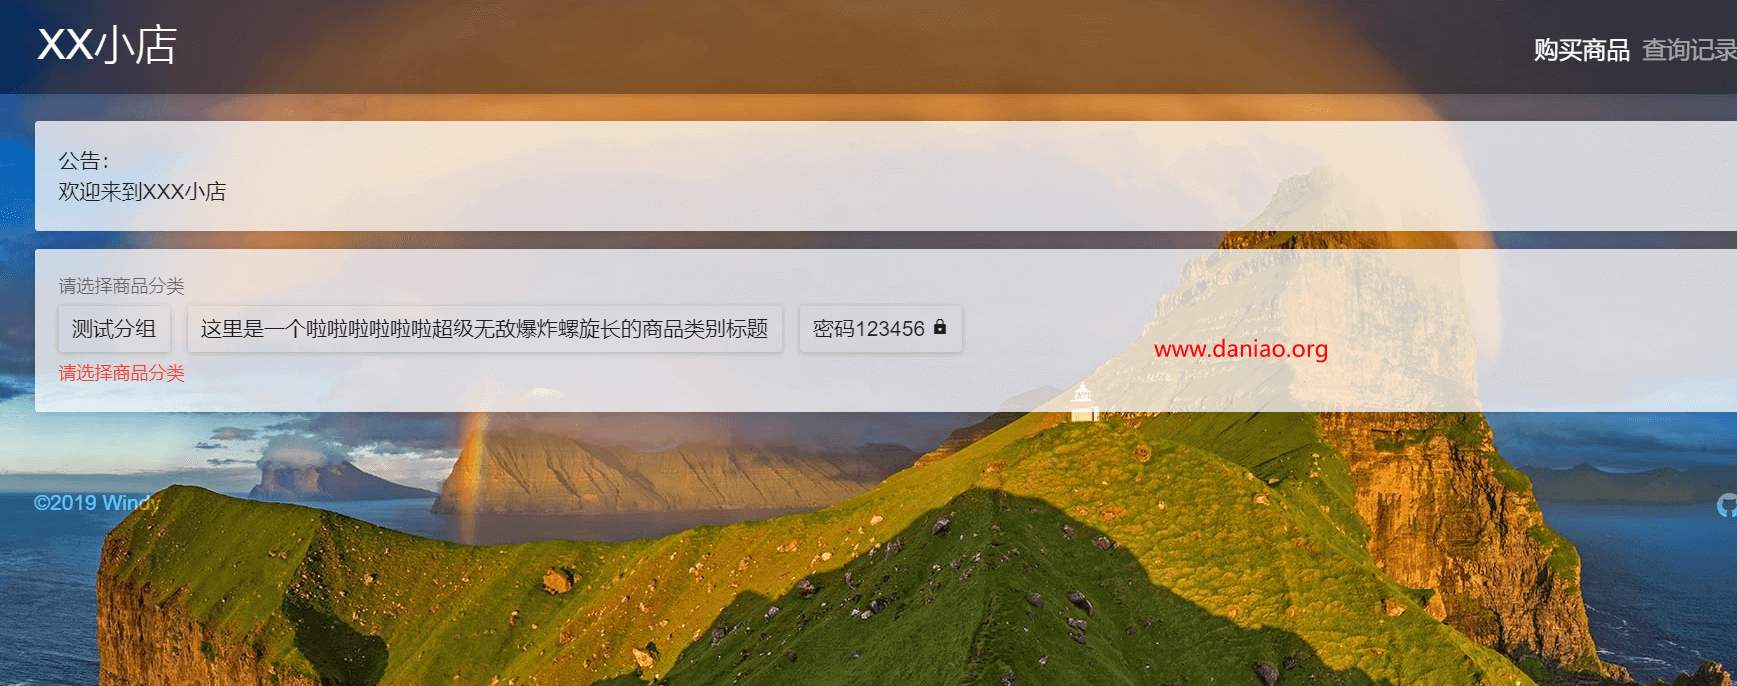 XX小店
购买商品 查询记录
公告：
欢迎来到XXX小店
请选择商品分类
测试分组 这里是一个啦啦啦啦啦啦超级无敌爆炸螺旋长的商品类别标题 密码123456
www.daniao.org
请选择商品分类
©2019 Windy